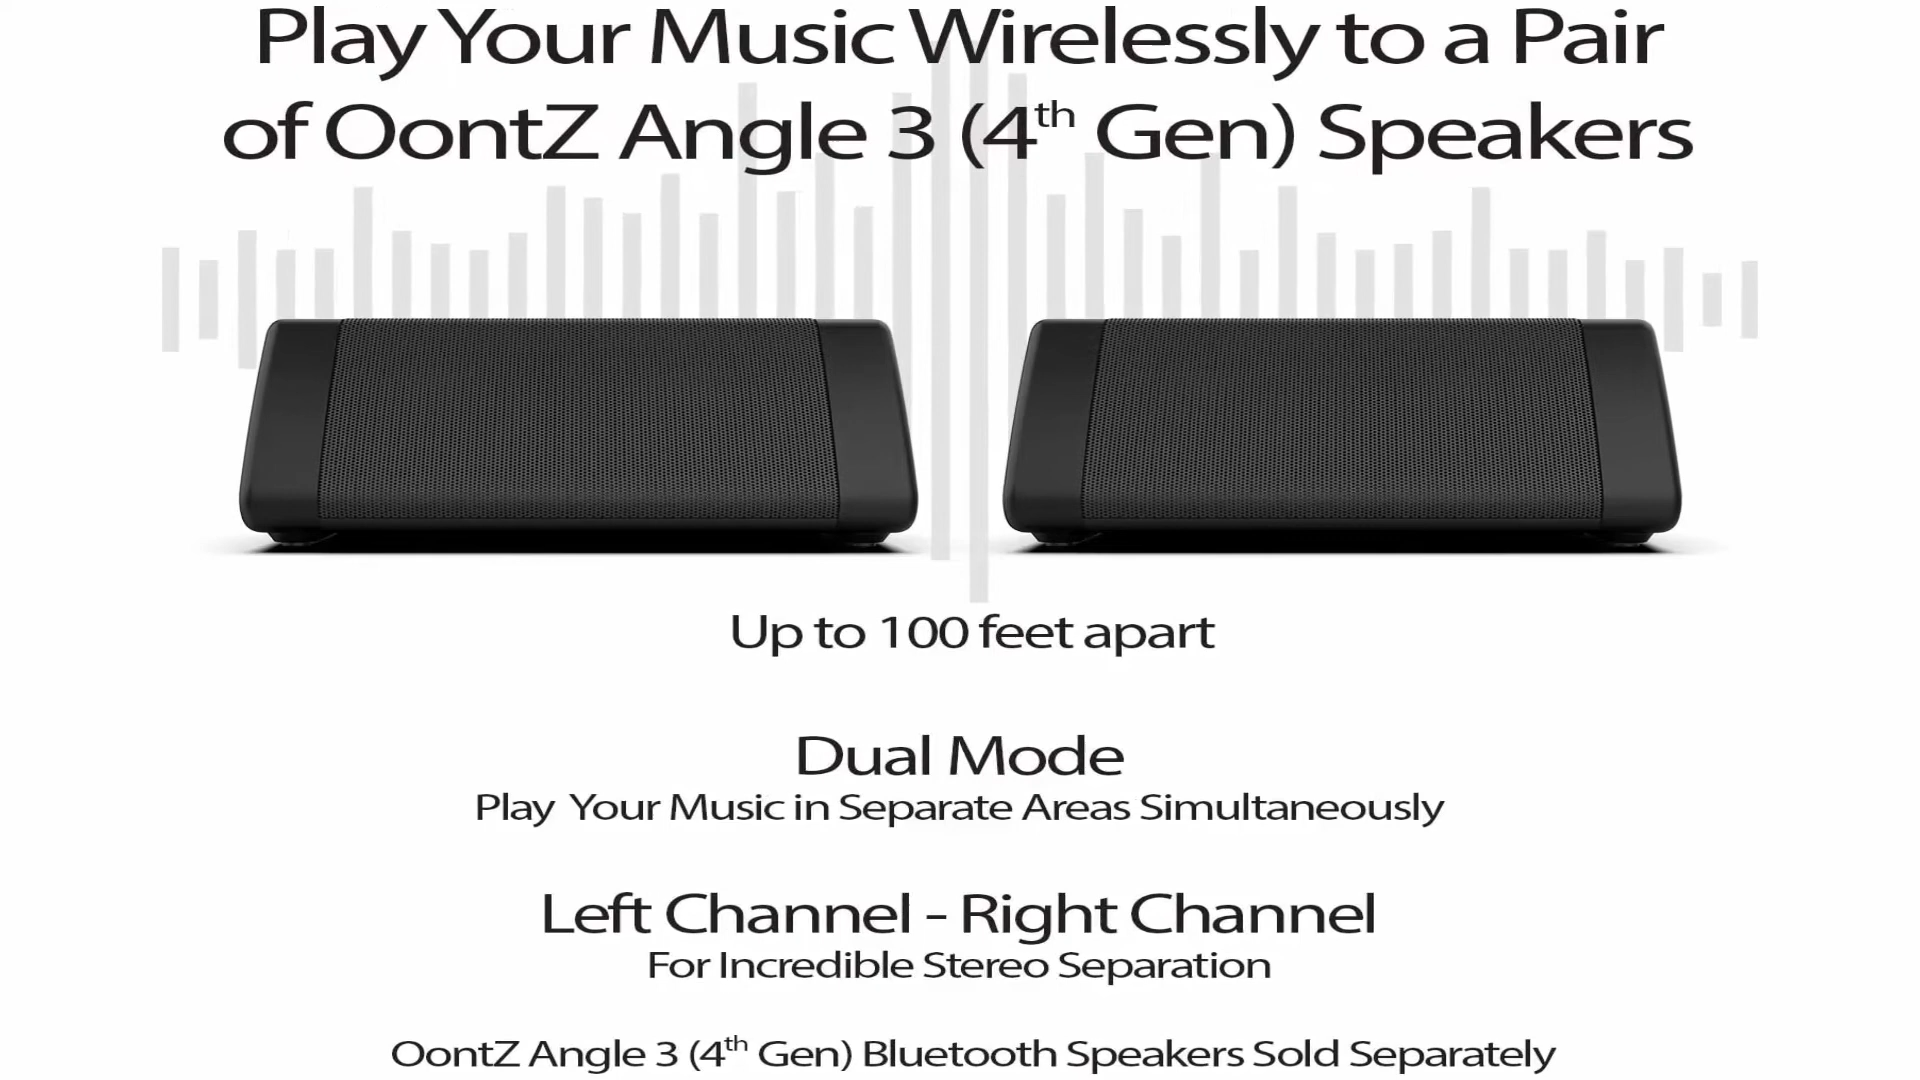 Play Your Music Wirelessly to a Pair
of OontZ Angle 3 (4th Gen) Speakers
Up to 100 feet apart
Dual Mode
Play Your Music in Separate Areas Simultaneously
Left Channel - Right Channel
For Incredible Stereo Separation
OontZ Angle 3 (4th Gen) Bluetooth Speakers Sold Separately